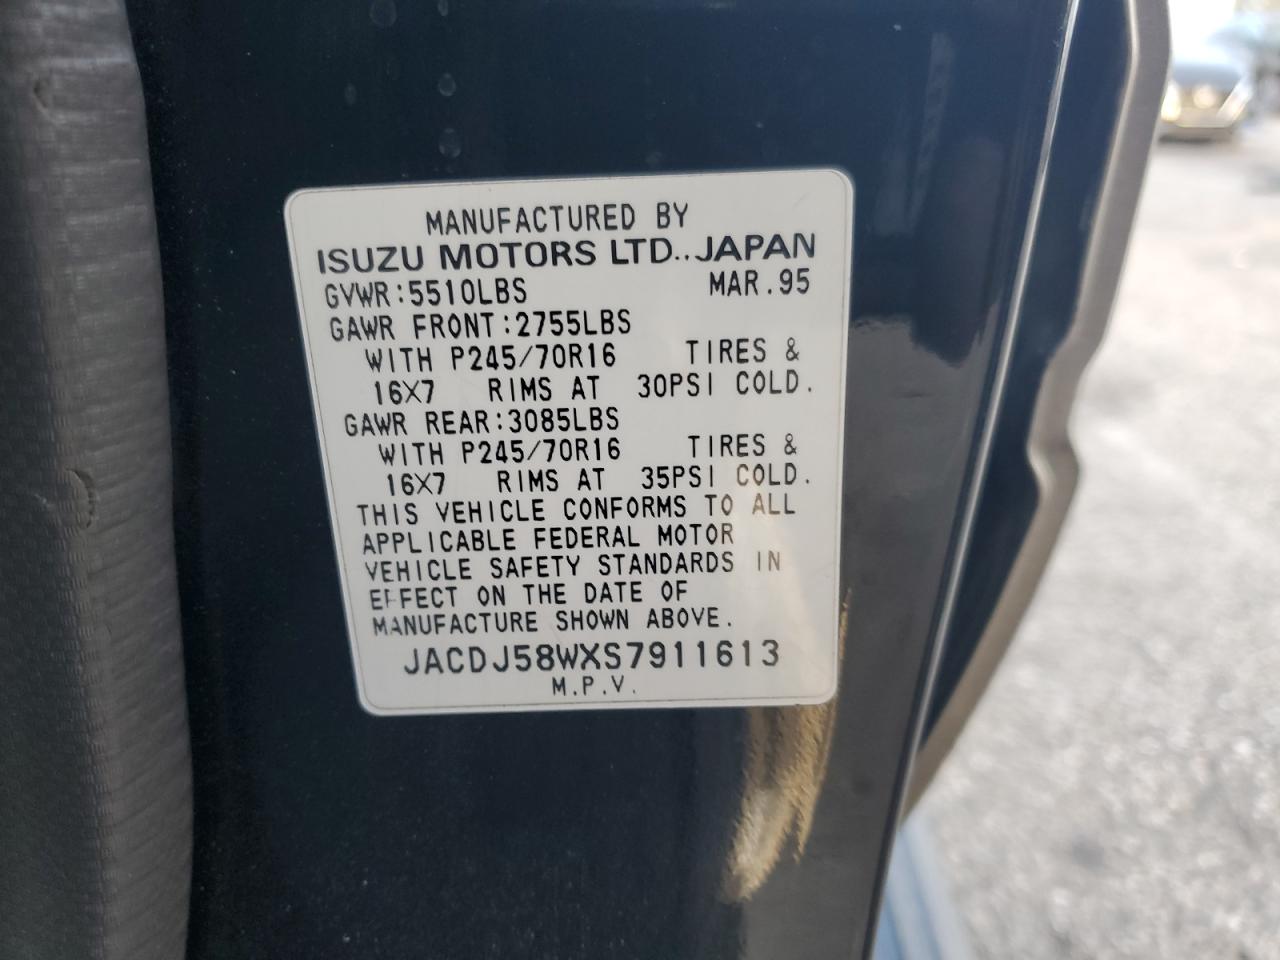 MANUFACTURED BY
ISUZU MOTORS LTD., JAPAN
GVWR:5510LBS MAR.95
GAWR FRONT:2755LBS
WITH P245/70R16 TIRES &
16X7 RIMS AT 30PSI COLD.
GAWR REAR:3085LBS
WITH P245/70R16 TIRES &
16X7 RIMS AT 35PSI COLD.
THIS VEHICLE CONFORMS TO ALL
APPLICABLE FEDERAL MOTOR
VEHICLE SAFETY STANDARDS IN
EFFECT ON THE DATE OF
MANUFACTURE SHOWN ABOVE.
JACDJ58WXS7911613
M.P.V.